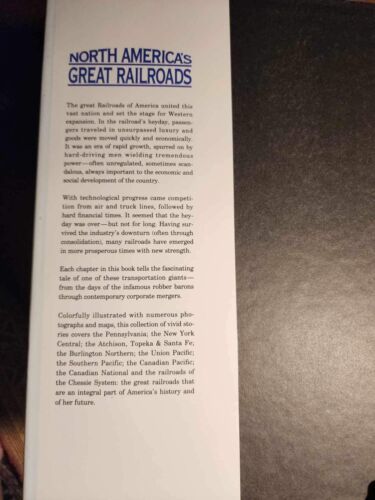 NORTH AMERICA'S
GREAT RAILROADS
The great Railroads of America united this
vast nation and set the stage for Western
expansion. In the railroad's heyday, passen-
gers traveled in unsurpassed luxury and
goods were moved quickly and economically.
It was an era of rapid growth, spurred on by
hard-driving men wielding tremendous
power—often unregulated, sometimes scan-
dalous, always important to the economic and
social development of the country.
With technological progress came competi-
tion from air and truck lines, followed by
hard financial times. It seemed that the hey-
day was over—but not for long. Having sur-
vived the industry's downturn (often through
consolidation), many railroads have emerged
in more prosperous times with new strength.
Each chapter in this book tells the fascinating
tale of one of these transportation giants—
from the days of the infamous robber barons
through contemporary corporate mergers.
Colorfully illustrated with numerous pho-
tographs and maps, this collection of vivid sto-
ries covers the Pennsylvania; the New York
Central; the Atchison, Topeka & Santa Fe;
the Burlington Northern; the Union Pacific;
the Southern Pacific; the Canadian Pacific;
the Canadian National and the railroads of
the Chessie System: the great railroads that
are an integral part of America's history and
of her future.